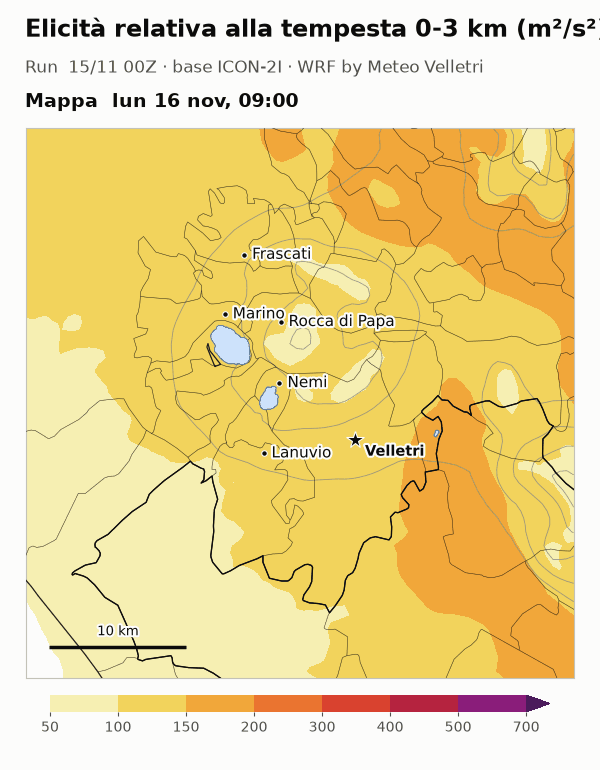 Elicità relativa alla tempesta 0-3 km (m²/s²)
Run  15/11 00Z · base ICON-2I · WRF by Meteo Velletri
Mappa  lun 16 nov, 09:00
Frascati
Marino
Rocca di Papa
Nemi
Velletri
Lanuvio
10 km
50 100 150 200 300 400 500 700